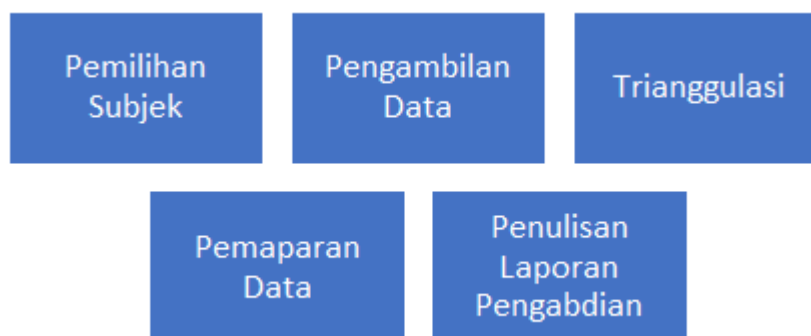 Pemilihan
Subjek
Pengambilan
Data
Trianggulasi
Pemaparan
Data
Penulisan
Laporan
Pengabdian